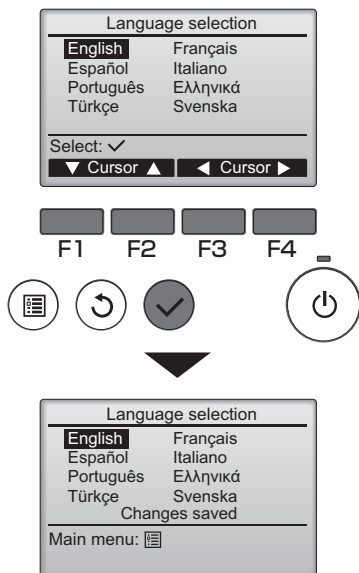 Language selection
English Français
Español Italiano
Português Ελληνικά
Türkçe Svenska
Select: ✓
▼ Cursor ▲ ◀ Cursor ▶
F1 F2 F3 F4
Language selection
English Français
Español Italiano
Português Ελληνικά
Türkçe Svenska
Changes saved
Main menu: